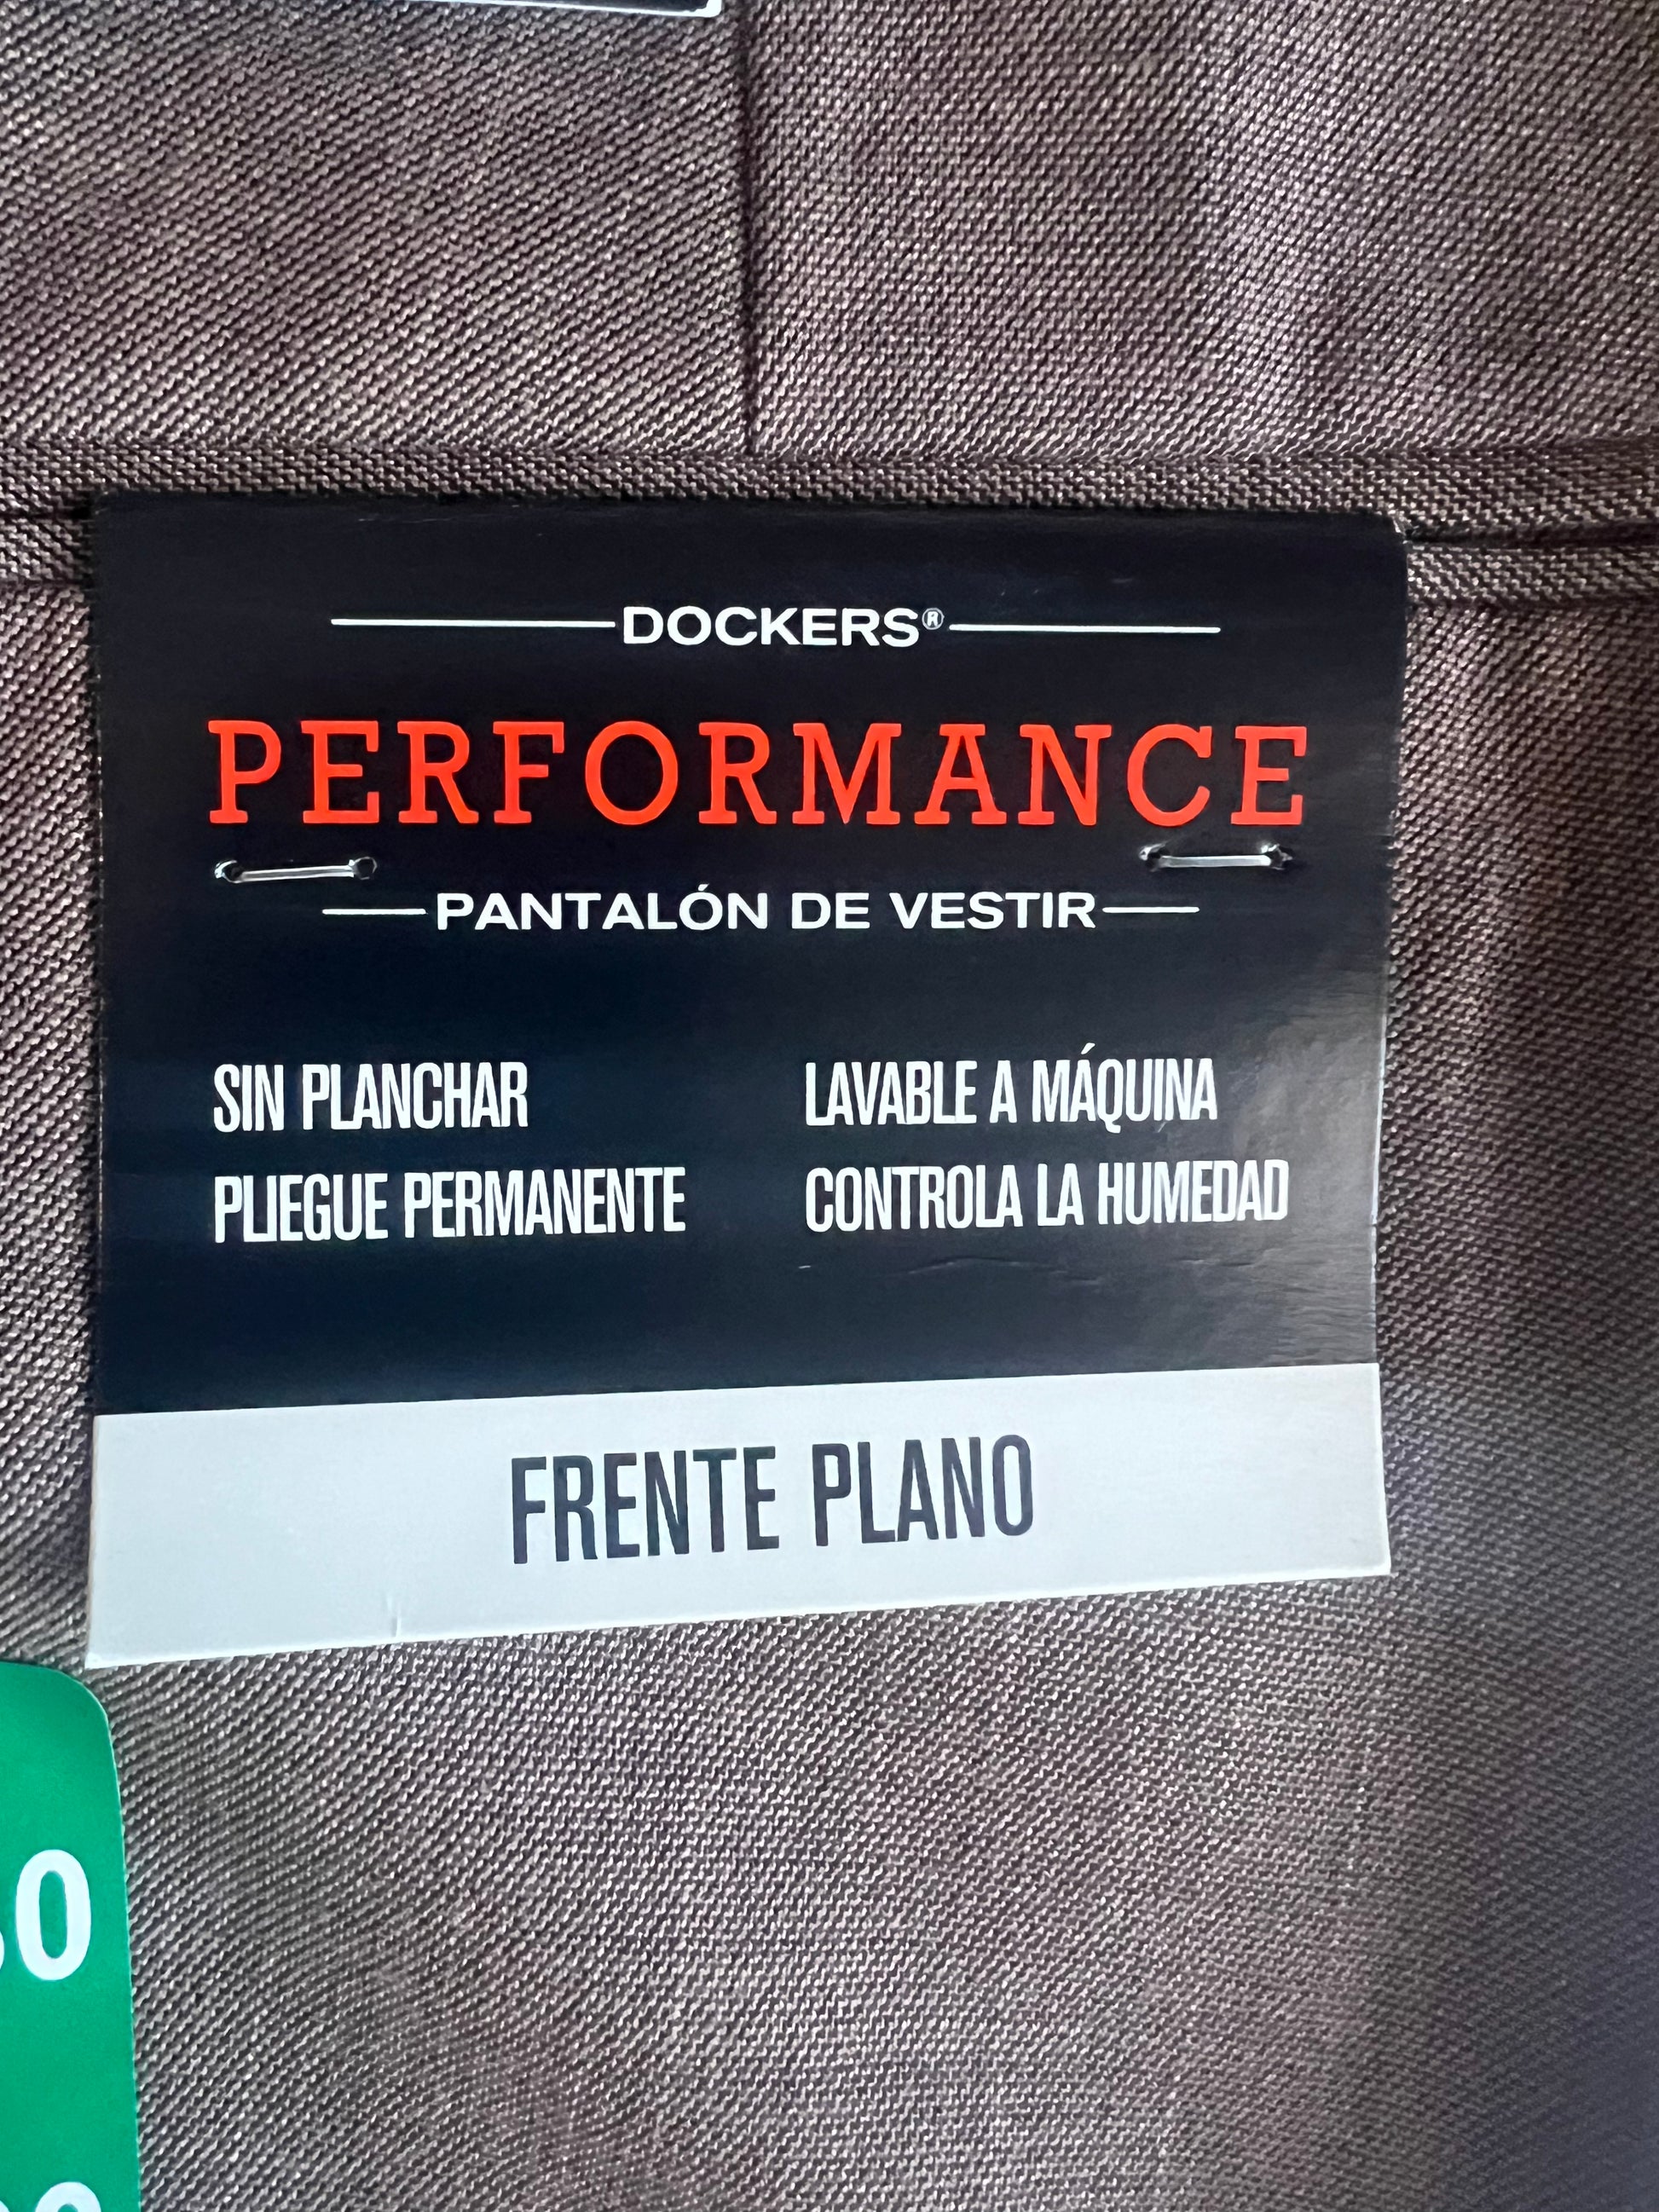 DOCKERS®
PERFORMANCE
PANTALÓN DE VESTIR
SIN PLANCHAR
LAVABLE A MÁQUINA
PLIEGUE PERMANENTE
CONTROLA LA HUMEDAD
FRENTE PLANO